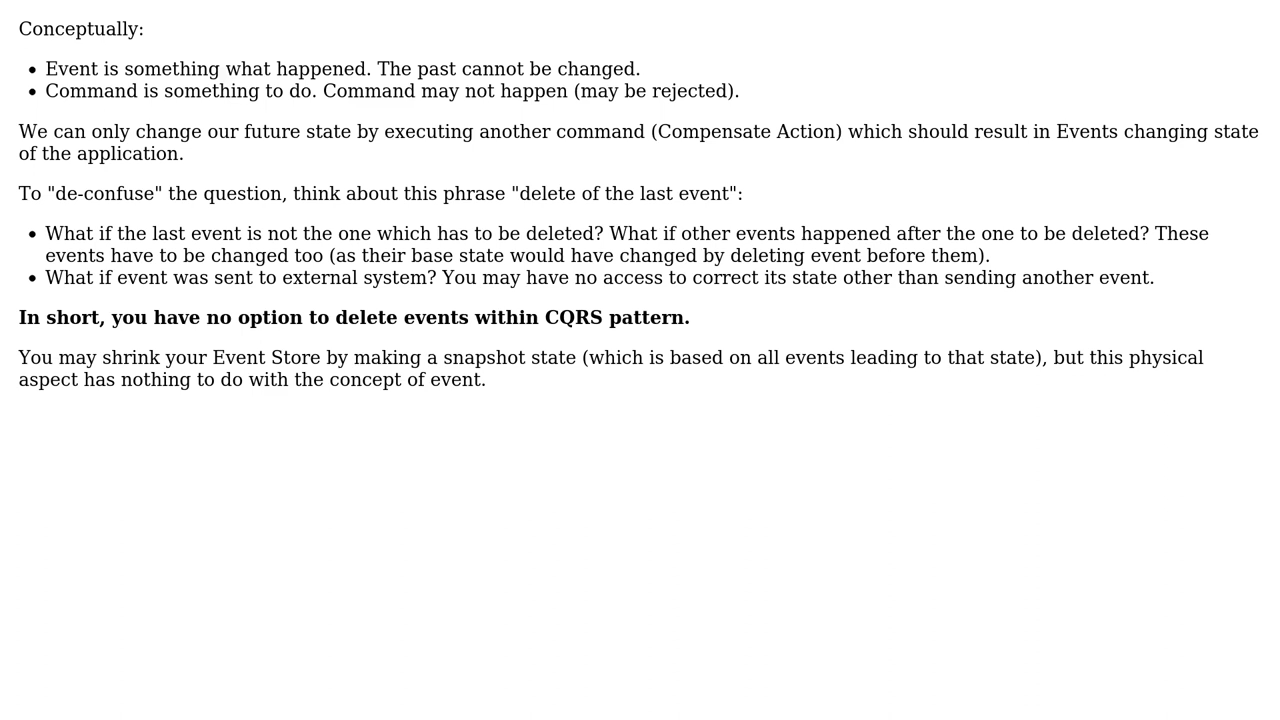 Conceptually:
• Event is something what happened. The past cannot be changed.
• Command is something to do. Command may not happen (may be rejected).
We can only change our future state by executing another command (Compensate Action) which should result in Events changing state
of the application.
To "de-confuse" the question, think about this phrase "delete of the last event":
• What if the last event is not the one which has to be deleted? What if other events happened after the one to be deleted? These
events have to be changed too (as their base state would have changed by deleting event before them).
• What if event was sent to external system? You may have no access to correct its state other than sending another event.
In short, you have no option to delete events within CQRS pattern.
You may shrink your Event Store by making a snapshot state (which is based on all events leading to that state), but this physical
aspect has nothing to do with the concept of event.